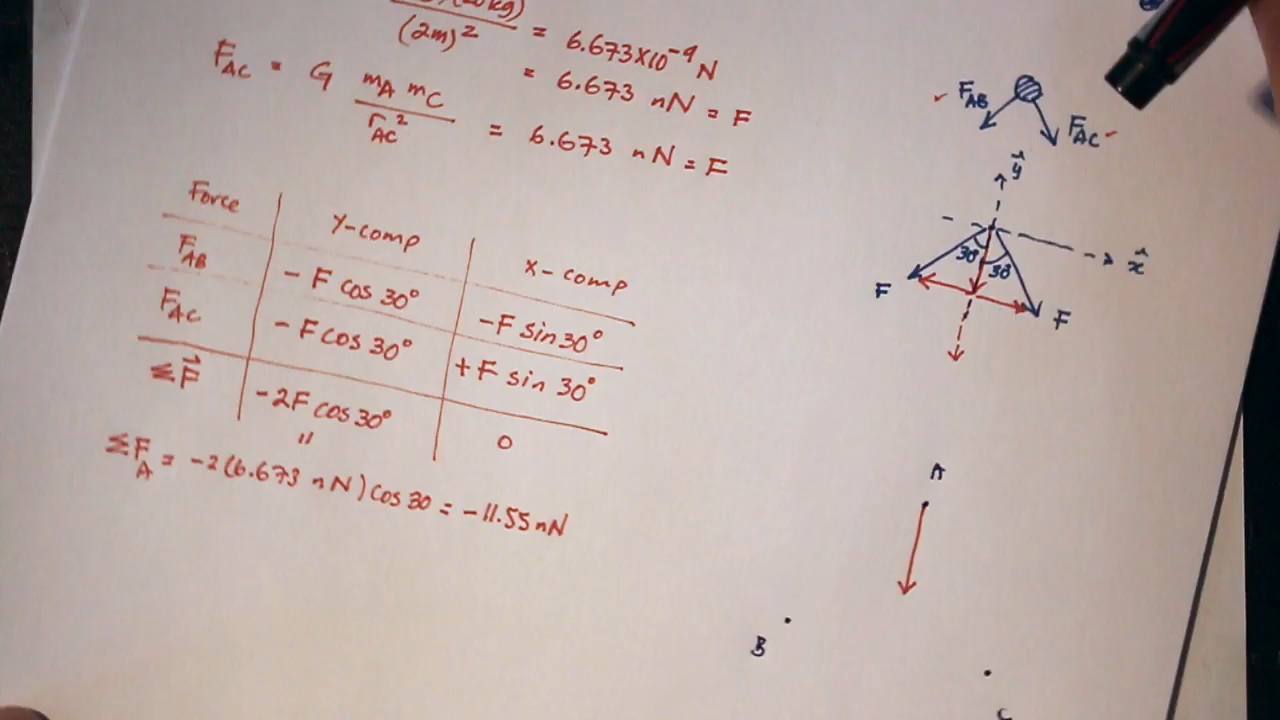 (20kg)
(2m)² = 6.673×10⁻⁹ N
= 6.673 nN = F
F_AC = G m_A m_C / r_AC² = 6.673 nN = F
Force | Y-comp | x-comp
F_AB | -F cos 30° | -F sin 30°
F_AC | -F cos 30° | +F sin 30°
ΣF⃗ | -2F cos 30° | 0
"
ΣF_A = -2(6.673 nN) cos 30 = -11.55 nN
F_AB
F_AC
y⃗
30° 30°
x⃗
F
F
A
B
C